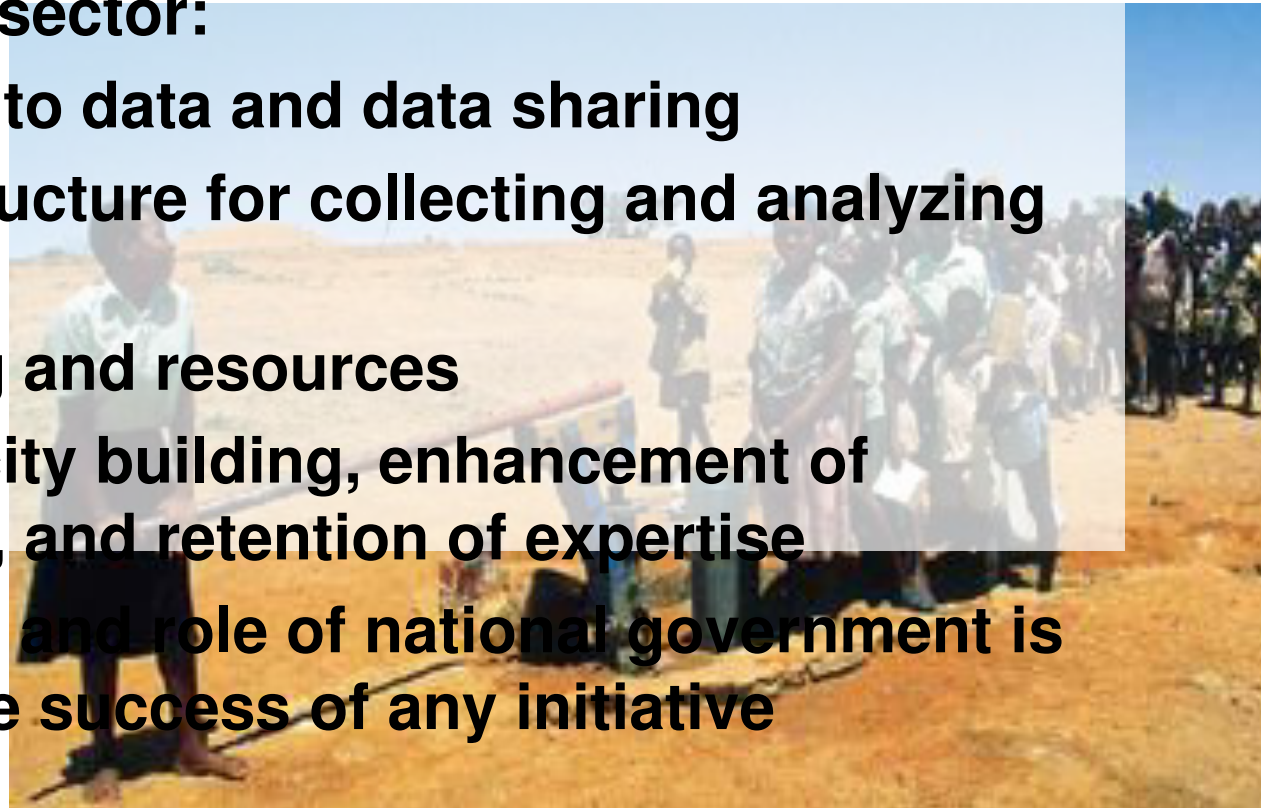 sector:
to data and data sharing
ucture for collecting and analyzing
g and resources
ity building, enhancement of
, and retention of expertise
and role of national government is
e success of any initiative